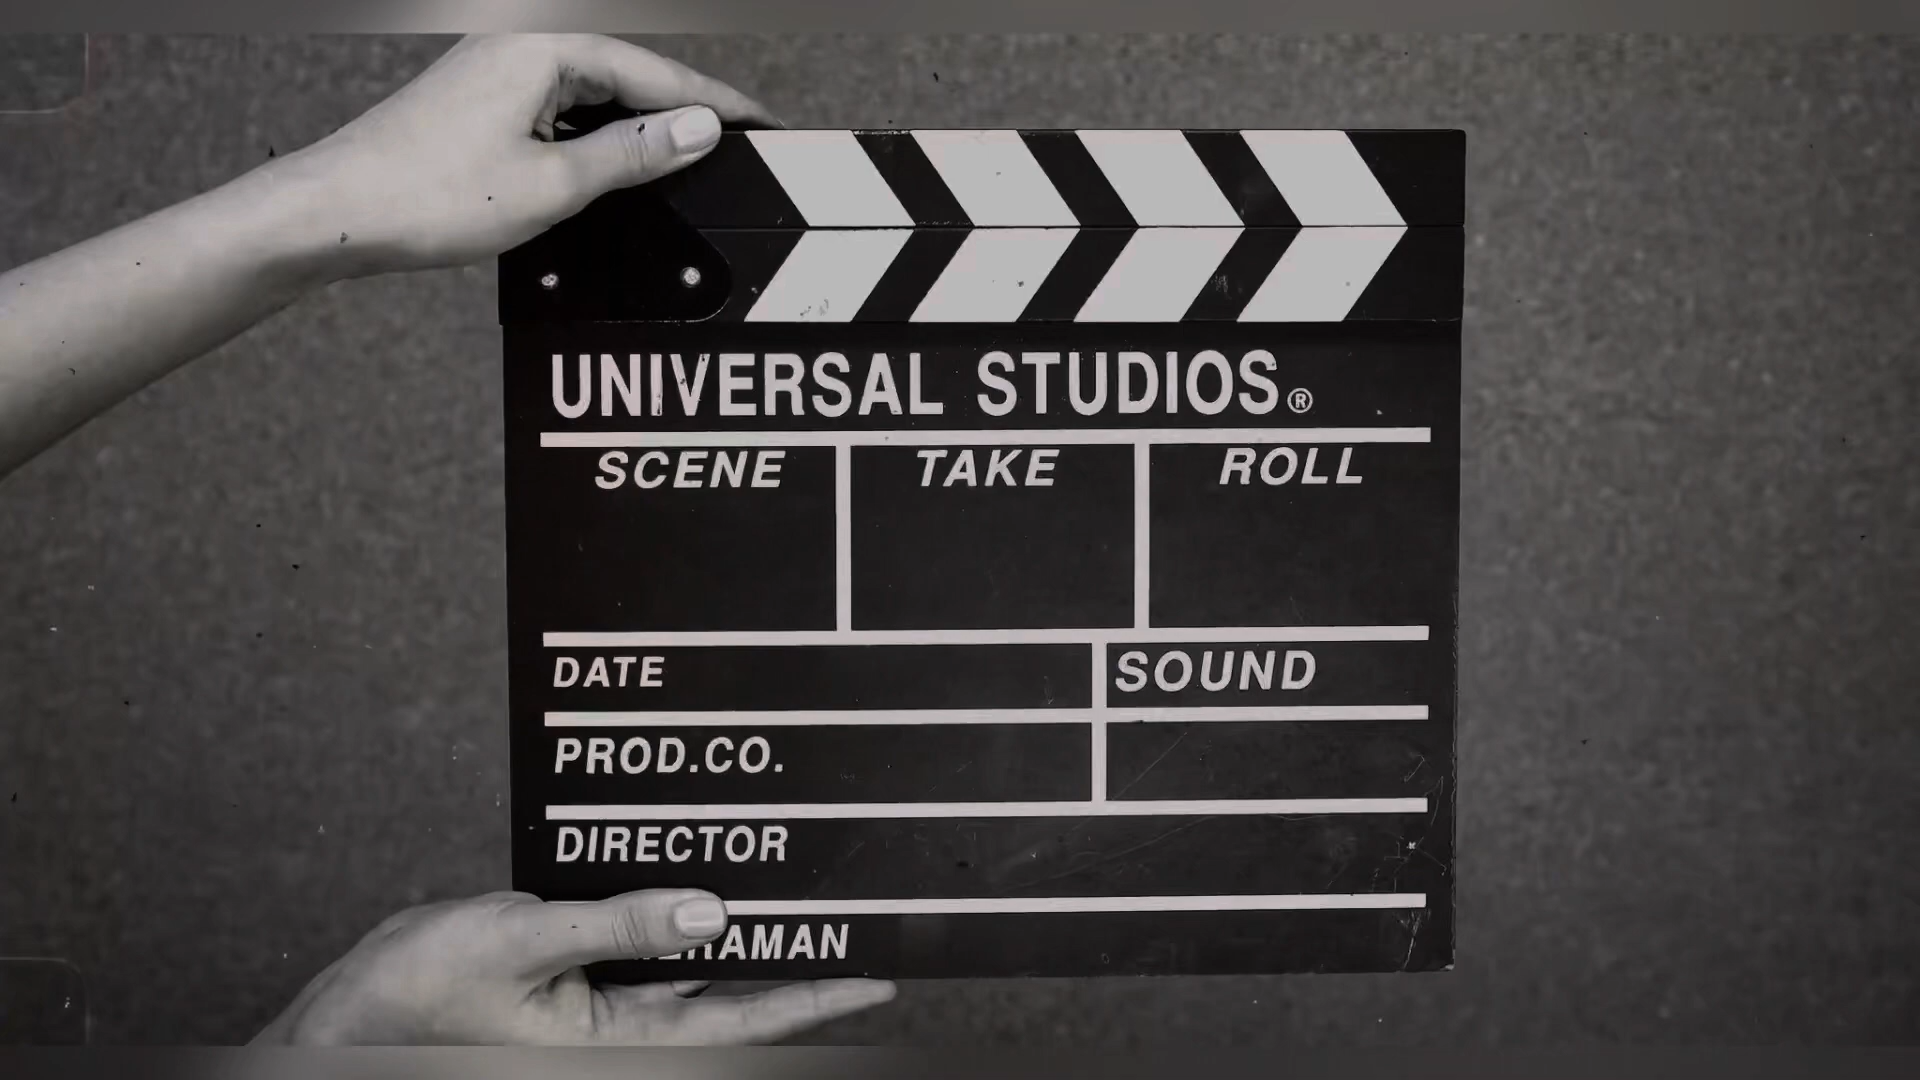 UNIVERSAL STUDIOS®
SCENE TAKE ROLL
DATE SOUND
PROD.CO.
DIRECTOR